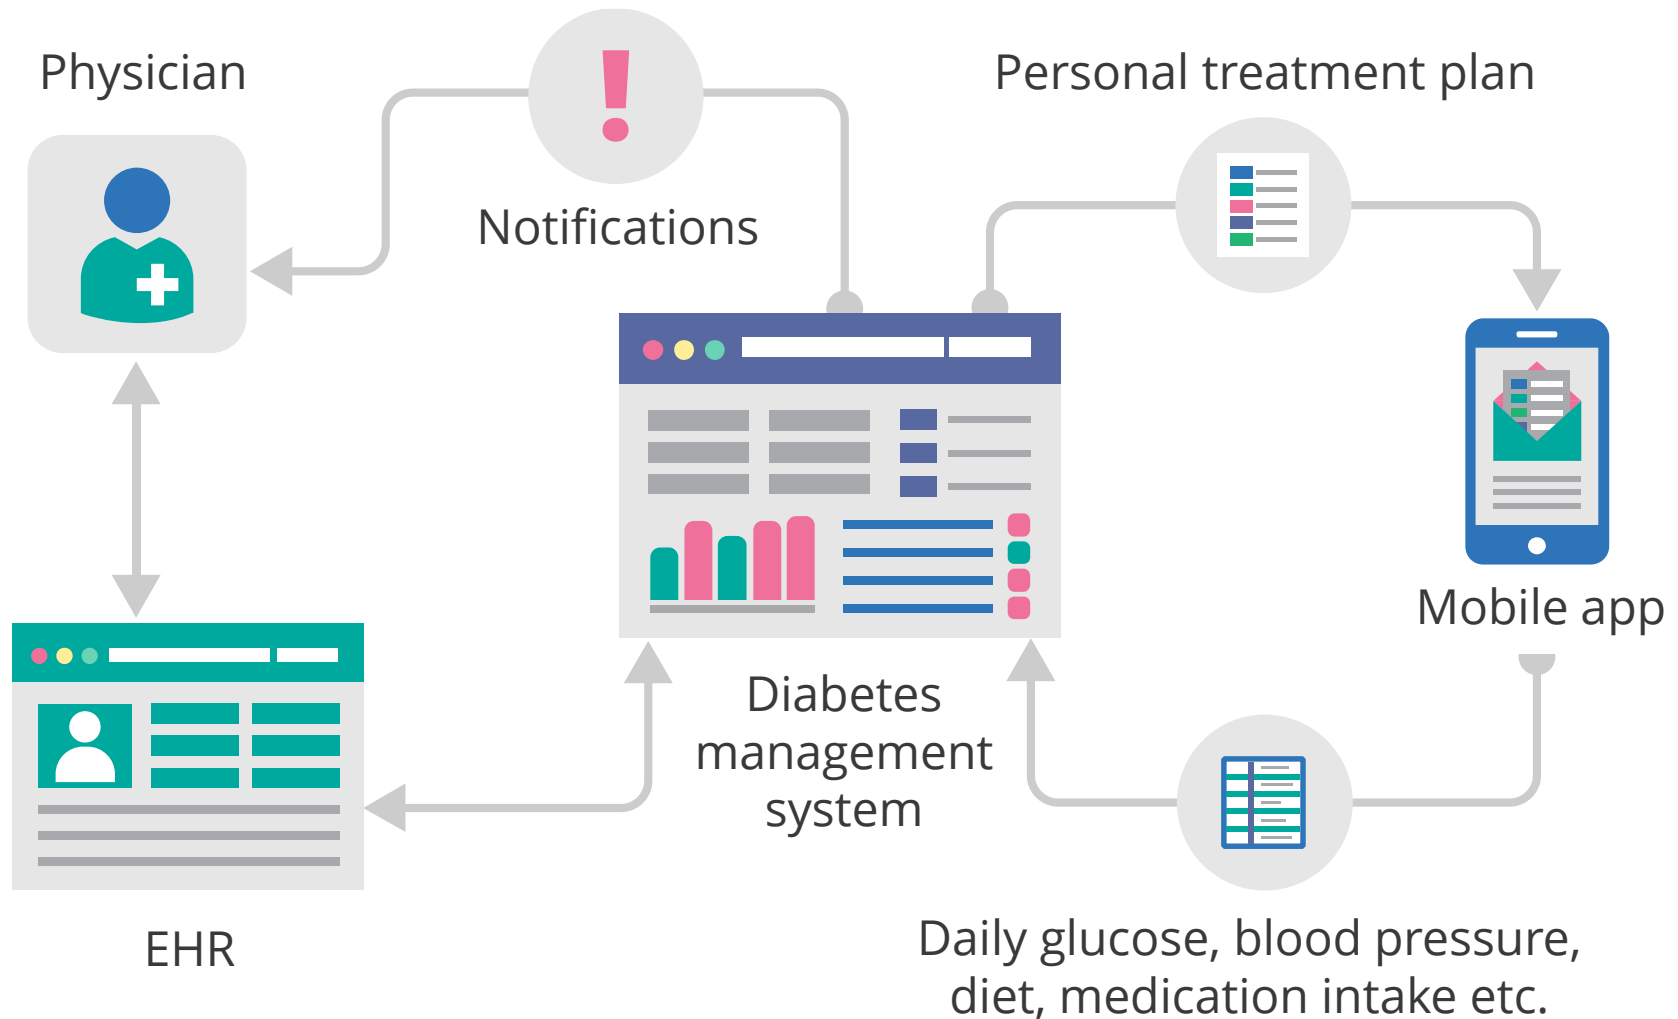 Physician
Notifications
Personal treatment plan
Mobile app
Diabetes
management
system
EHR
Daily glucose, blood pressure,
diet, medication intake etc.